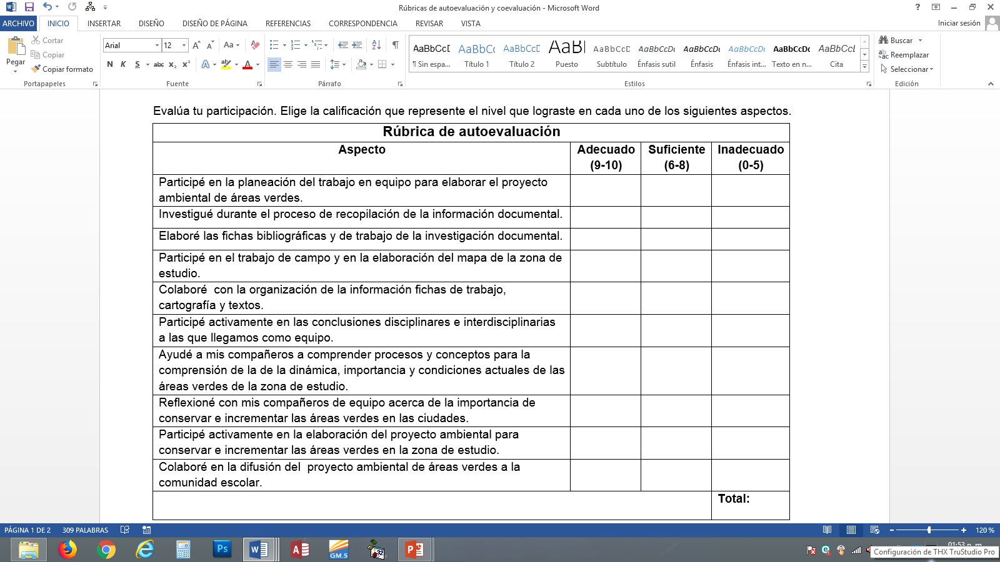 Rúbricas de autoevaluación y coevaluación - Microsoft Word
ARCHIVO INICIO INSERTAR DISEÑO DISEÑO DE PÁGINA REFERENCIAS CORRESPONDENCIA REVISAR VISTA Iniciar sesión
Pegar
Cortar
Copiar
Copiar formato
Portapapeles
Arial 12
N K S abc x₂ x²
Fuente
Párrafo
AaBbCcD AaBbCc AaBbCcD AaBb AaBbCcD AaBbCcDc AaBbCcDc AaBbCcDc AaBbCcDc AaBbCcD
¶ Sin espa... Título 1 Título 2 Puesto Subtítulo Énfasis sutil Énfasis Énfasis int... Texto en n... Cita
Estilos
Buscar
Reemplazar
Seleccionar
Edición
Evalúa tu participación. Elige la calificación que represente el nivel que lograste en cada uno de los siguientes aspectos.
Rúbrica de autoevaluación
Aspecto Adecuado Suficiente Inadecuado
(9-10) (6-8) (0-5)
Participé en la planeación del trabajo en equipo para elaborar el proyecto
ambiental de áreas verdes.
Investigué durante el proceso de recopilación de la información documental.
Elaboré las fichas bibliográficas y de trabajo de la investigación documental.
Participé en el trabajo de campo y en la elaboración del mapa de la zona de
estudio.
Colaboré  con la organización de la información fichas de trabajo,
cartografía y textos.
Participé activamente en las conclusiones disciplinares e interdisciplinarias
a las que llegamos como equipo.
Ayudé a mis compañeros a comprender procesos y conceptos para la
comprensión de la de la dinámica, importancia y condiciones actuales de las
áreas verdes de la zona de estudio.
Reflexioné con mis compañeros de equipo acerca de la importancia de
conservar e incrementar las áreas verdes en las ciudades.
Participé activamente en la elaboración del proyecto ambiental para
conservar e incrementar las áreas verdes en la zona de estudio.
Colaboré en la difusión del  proyecto ambiental de áreas verdes a la
comunidad escolar.
Total:
PÁGINA 1 DE 2 309 PALABRAS 120 %
Ps GM.5 32
01:53 p. m.
Configuración de THX TruStudio Pro